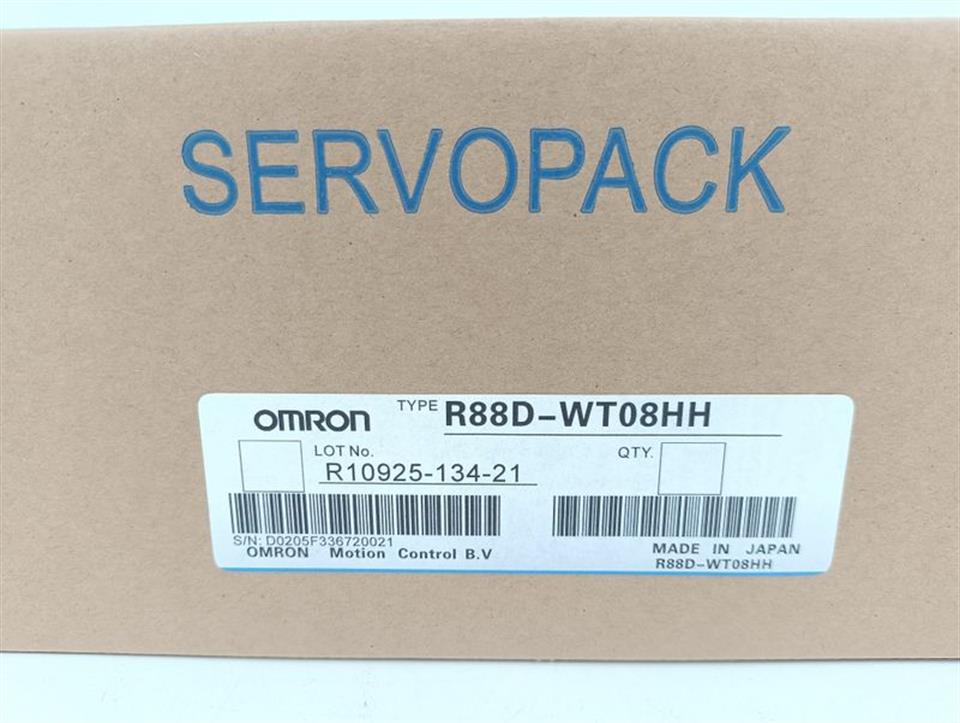 SERVOPACK
OMRON TYPE R88D-WT08HH
LOT No. QTY.
R10925-134-21
S/N: D0205F336720021
OMRON Motion Control B.V MADE IN JAPAN
R88D-WT08HH